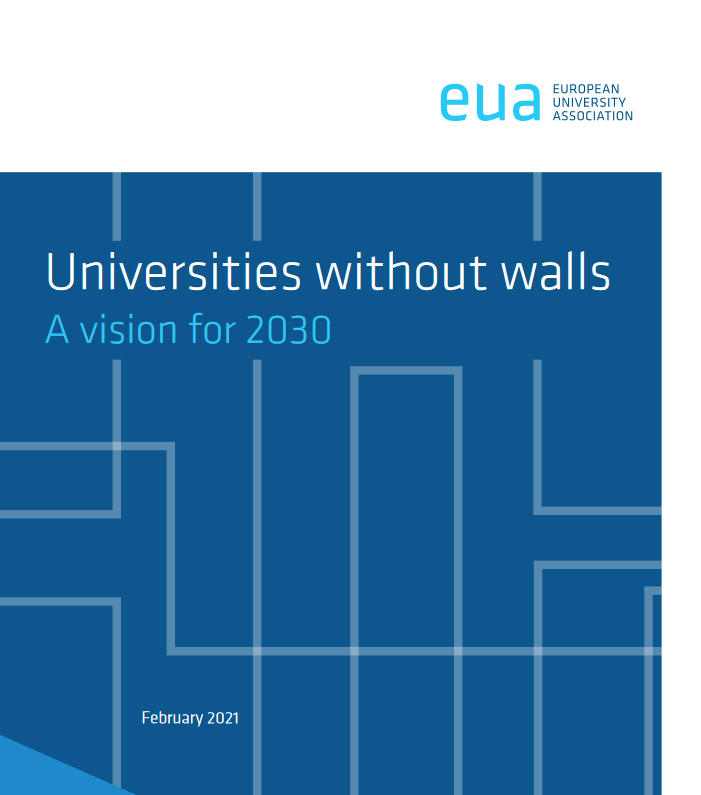 eua
EUROPEAN
UNIVERSITY
ASSOCIATION
Universities without walls
A vision for 2030
February 2021